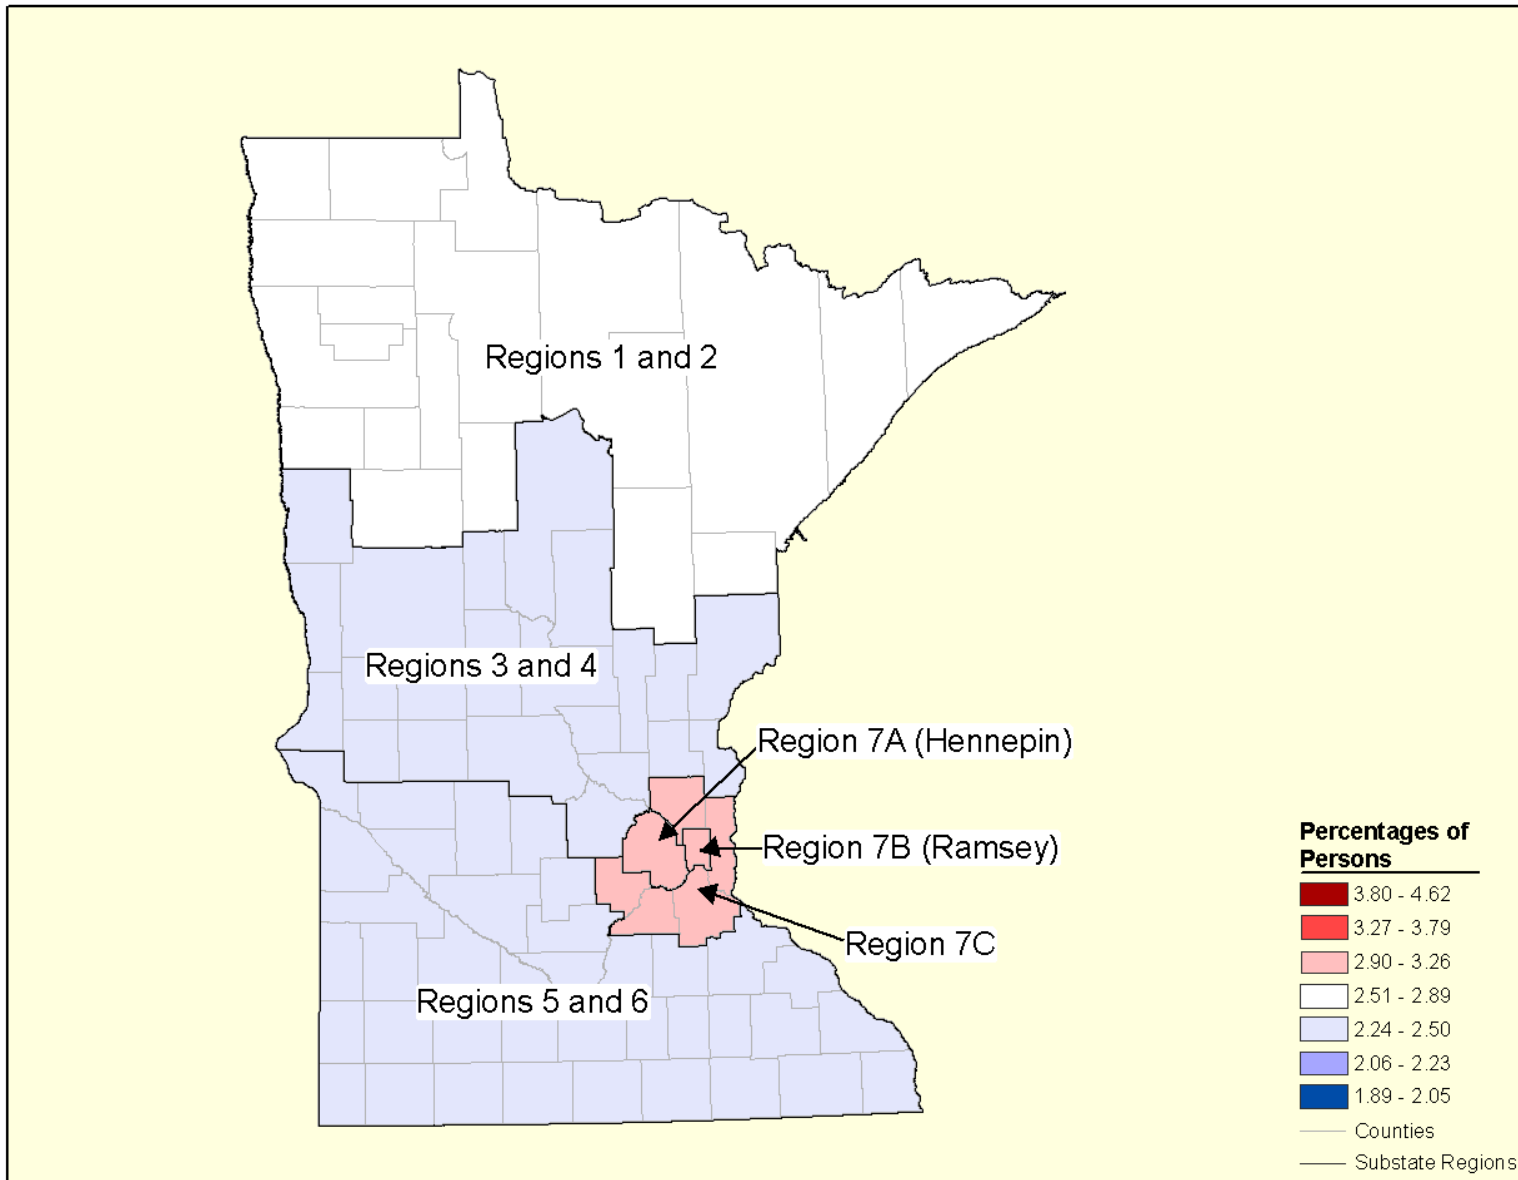 Regions 1 and 2
Regions 3 and 4
Region 7A (Hennepin)
Region 7B (Ramsey)
Region 7C
Regions 5 and 6
Percentages of
Persons
3.80 - 4.62
3.27 - 3.79
2.90 - 3.26
2.51 - 2.89
2.24 - 2.50
2.06 - 2.23
1.89 - 2.05
Counties
Substate Regions